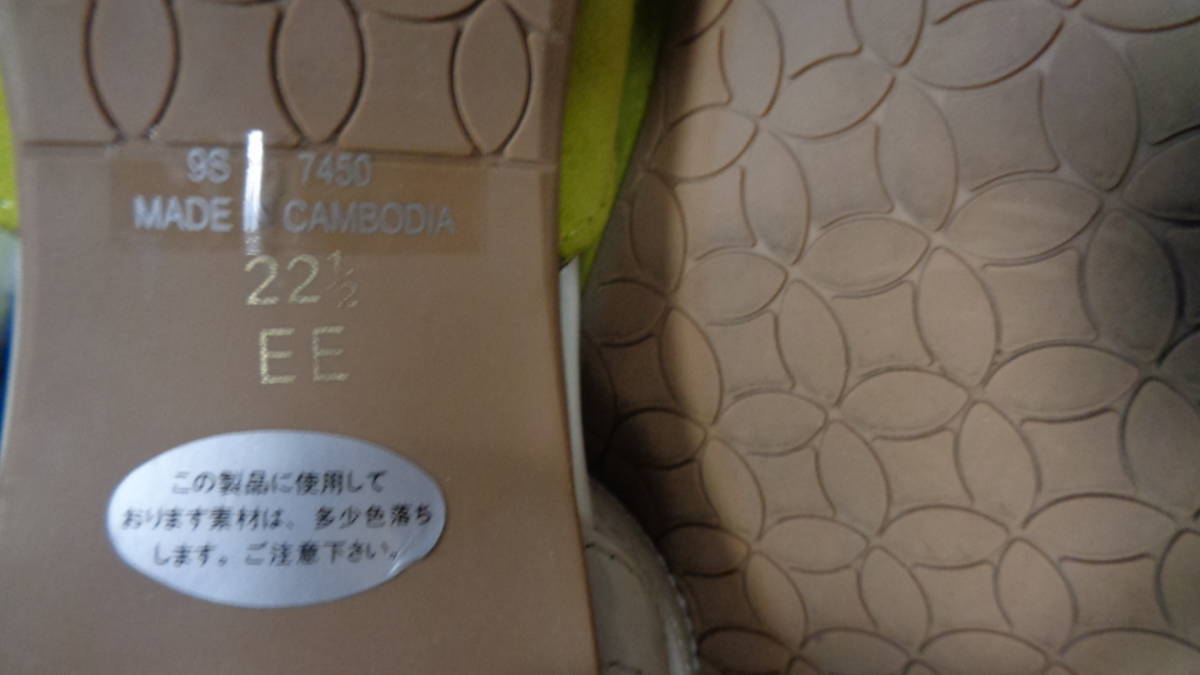 9S 7450
MADE IN CAMBODIA
22½
EE
この製品に使用して
おります素材は、多少色落ち
します。ご注意下さい。